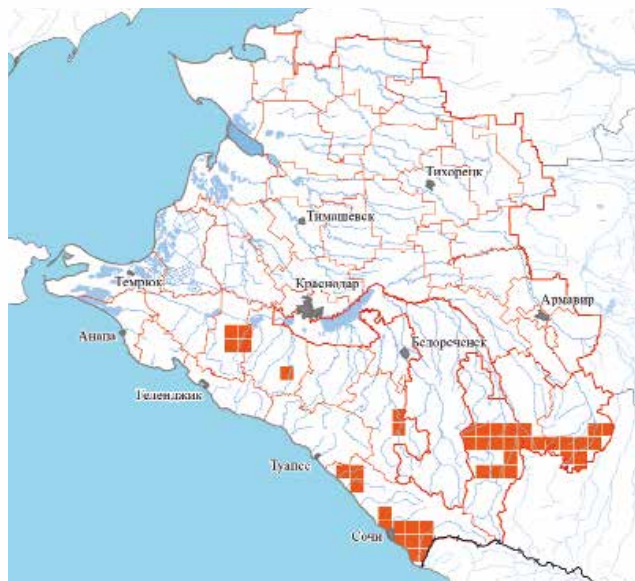 Тихорецк
Тимашевск
Темрюк
Краснодар
Армавир
Анапа
Белореченск
Геленджик
Туапсе
Сочи